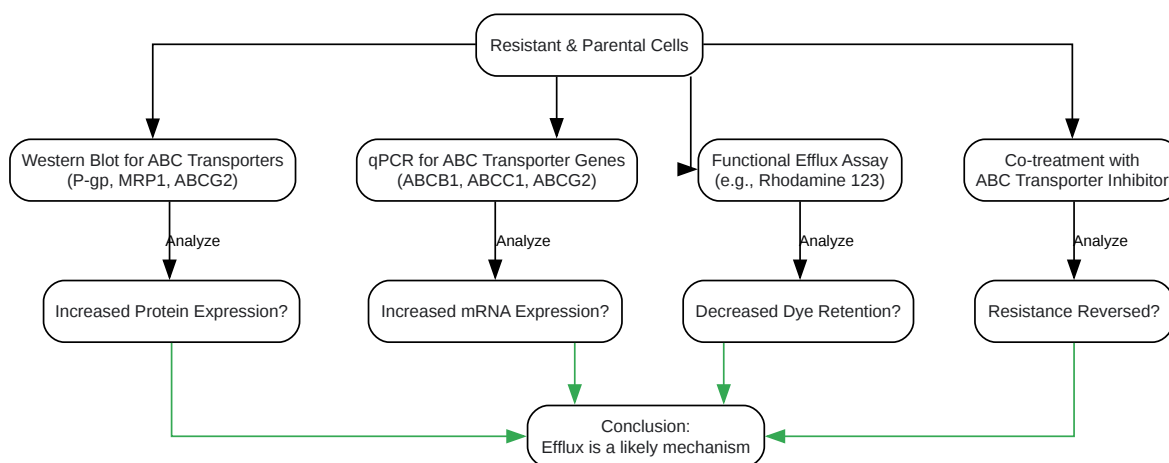 Resistant & Parental Cells
Western Blot for ABC Transporters
(P-gp, MRP1, ABCG2)
qPCR for ABC Transporter Genes
(ABCB1, ABCC1, ABCG2)
Functional Efflux Assay
(e.g., Rhodamine 123)
Co-treatment with
ABC Transporter Inhibitor
Analyze
Analyze
Analyze
Analyze
Increased Protein Expression?
Increased mRNA Expression?
Decreased Dye Retention?
Resistance Reversed?
Conclusion:
Efflux is a likely mechanism